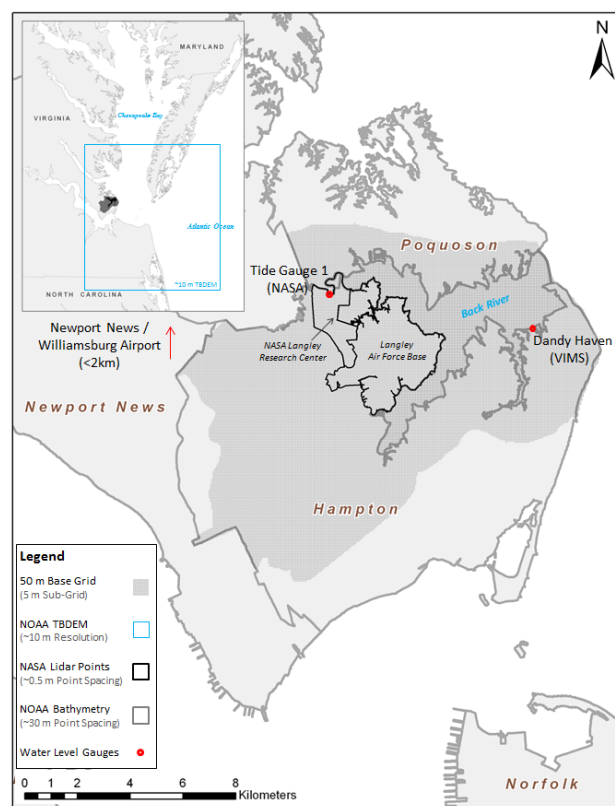 MARYLAND
VIRGINIA
Chesapeake Bay
Atlantic Ocean
~10 m TBDEM
NORTH CAROLINA
N
Poquoson
Tide Gauge 1
(NASA)
Back River
NASA Langley
Research Center
Langley
Air Force Base
Dandy Haven
(VIMS)
Newport News /
Williamsburg Airport
(<2km)
Newport News
Hampton
Legend
50 m Base Grid
(5 m Sub-Grid)
NOAA TBDEM
(~10 m Resolution)
NASA Lidar Points
(~0.5 m Point Spacing)
NOAA Bathymetry
(~30 m Point Spacing)
Water Level Gauges
0 1 2 4 6 8
Kilometers
Norfolk